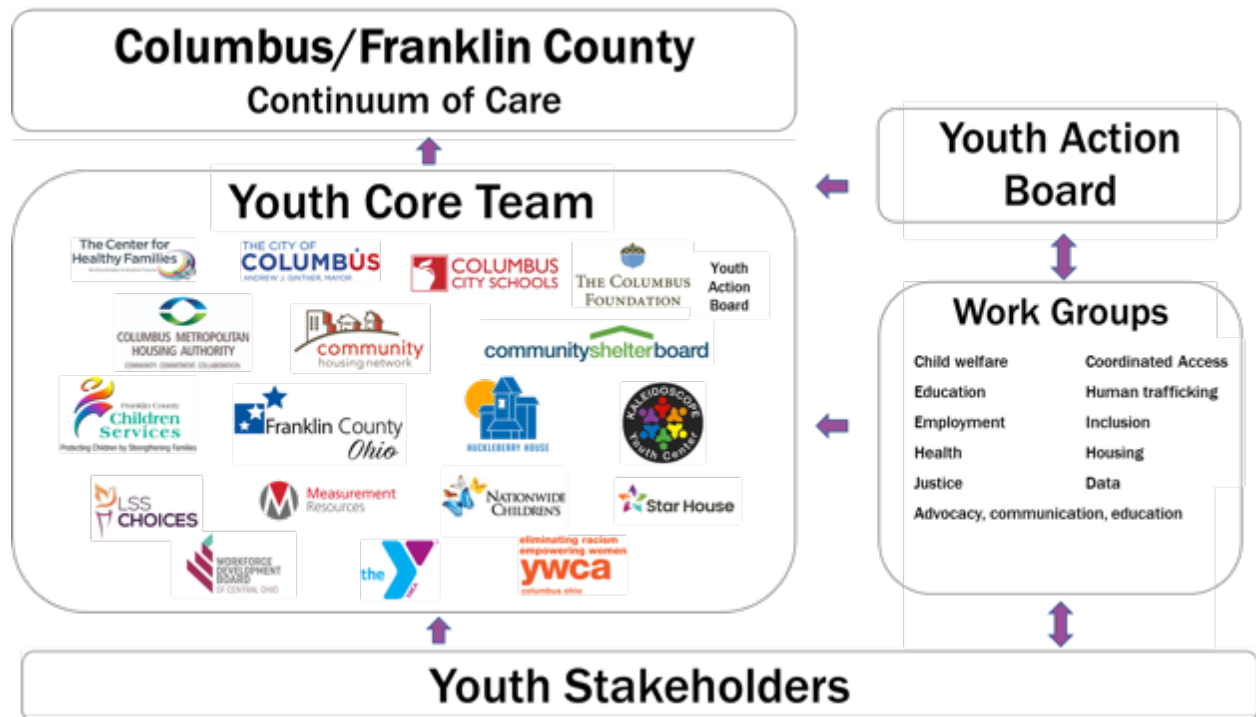 Columbus/Franklin County
Continuum of Care
Youth Core Team
The Center for
Healthy Families
THE CITY OF
COLUMBUS
ANDREW J. GINTHER, MAYOR
COLUMBUS
CITY SCHOOLS
THE COLUMBUS
FOUNDATION
Youth
Action
Board
COLUMBUS METROPOLITAN
HOUSING AUTHORITY
COMMUNITY. COMMITMENT. COLLABORATION.
community
housing network
communityshelterboard
Franklin County
Children
Services
Protecting Children by Strengthening Families
Franklin County
Ohio
HUCKLEBERRY HOUSE
KALEIDOSCOPE
Youth Center
LSS
CHOICES
Measurement
Resources
NATIONWIDE
CHILDREN'S
Star House
WORKFORCE
DEVELOPMENT
BOARD
OF CENTRAL OHIO
the
eliminating racism
empowering women
ywca
columbus ohio
Youth Action
Board
Work Groups
Child welfare
Coordinated Access
Education
Human trafficking
Employment
Inclusion
Health
Housing
Justice
Data
Advocacy, communication, education
Youth Stakeholders